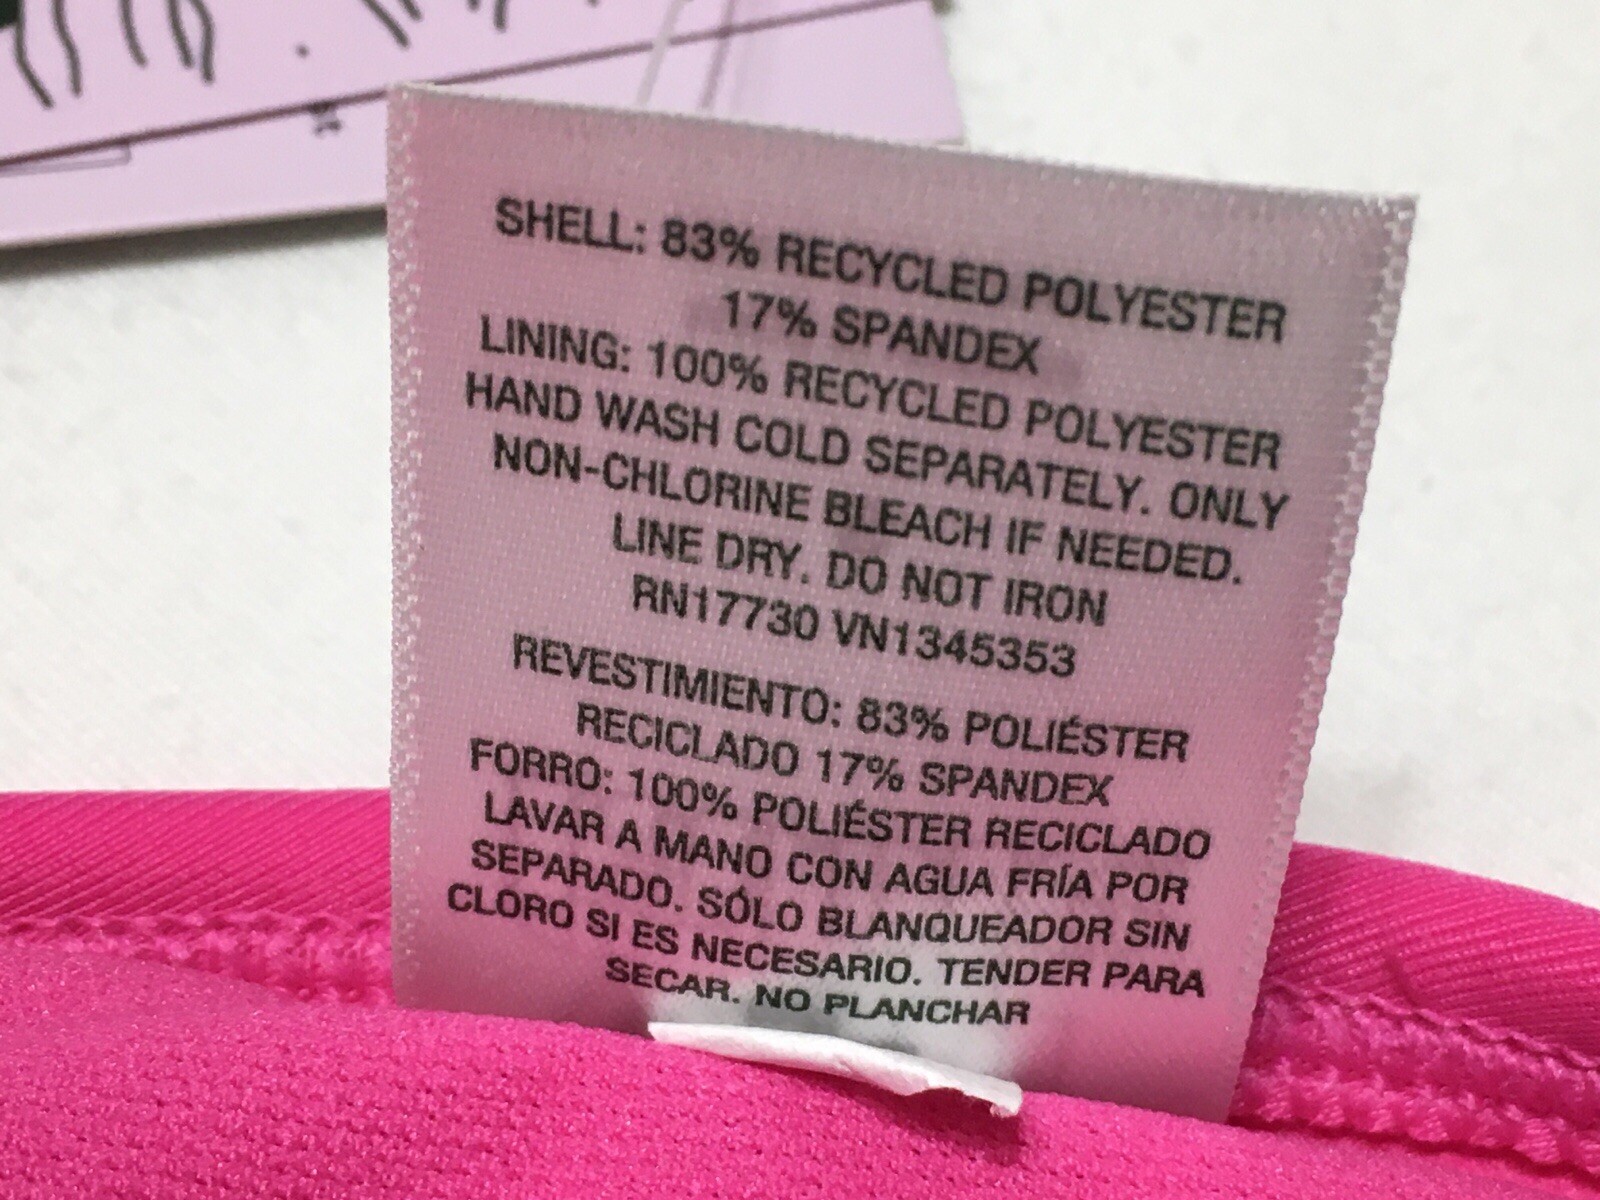 SHELL: 83% RECYCLED POLYESTER
17% SPANDEX
LINING: 100% RECYCLED POLYESTER
HAND WASH COLD SEPARATELY. ONLY
NON-CHLORINE BLEACH IF NEEDED.
LINE DRY. DO NOT IRON
RN17730 VN1345353
REVESTIMIENTO: 83% POLIÉSTER
RECICLADO 17% SPANDEX
FORRO: 100% POLIÉSTER RECICLADO
LAVAR A MANO CON AGUA FRÍA POR
SEPARADO. SÓLO BLANQUEADOR SIN
CLORO SI ES NECESARIO. TENDER PARA
SECAR. NO PLANCHAR